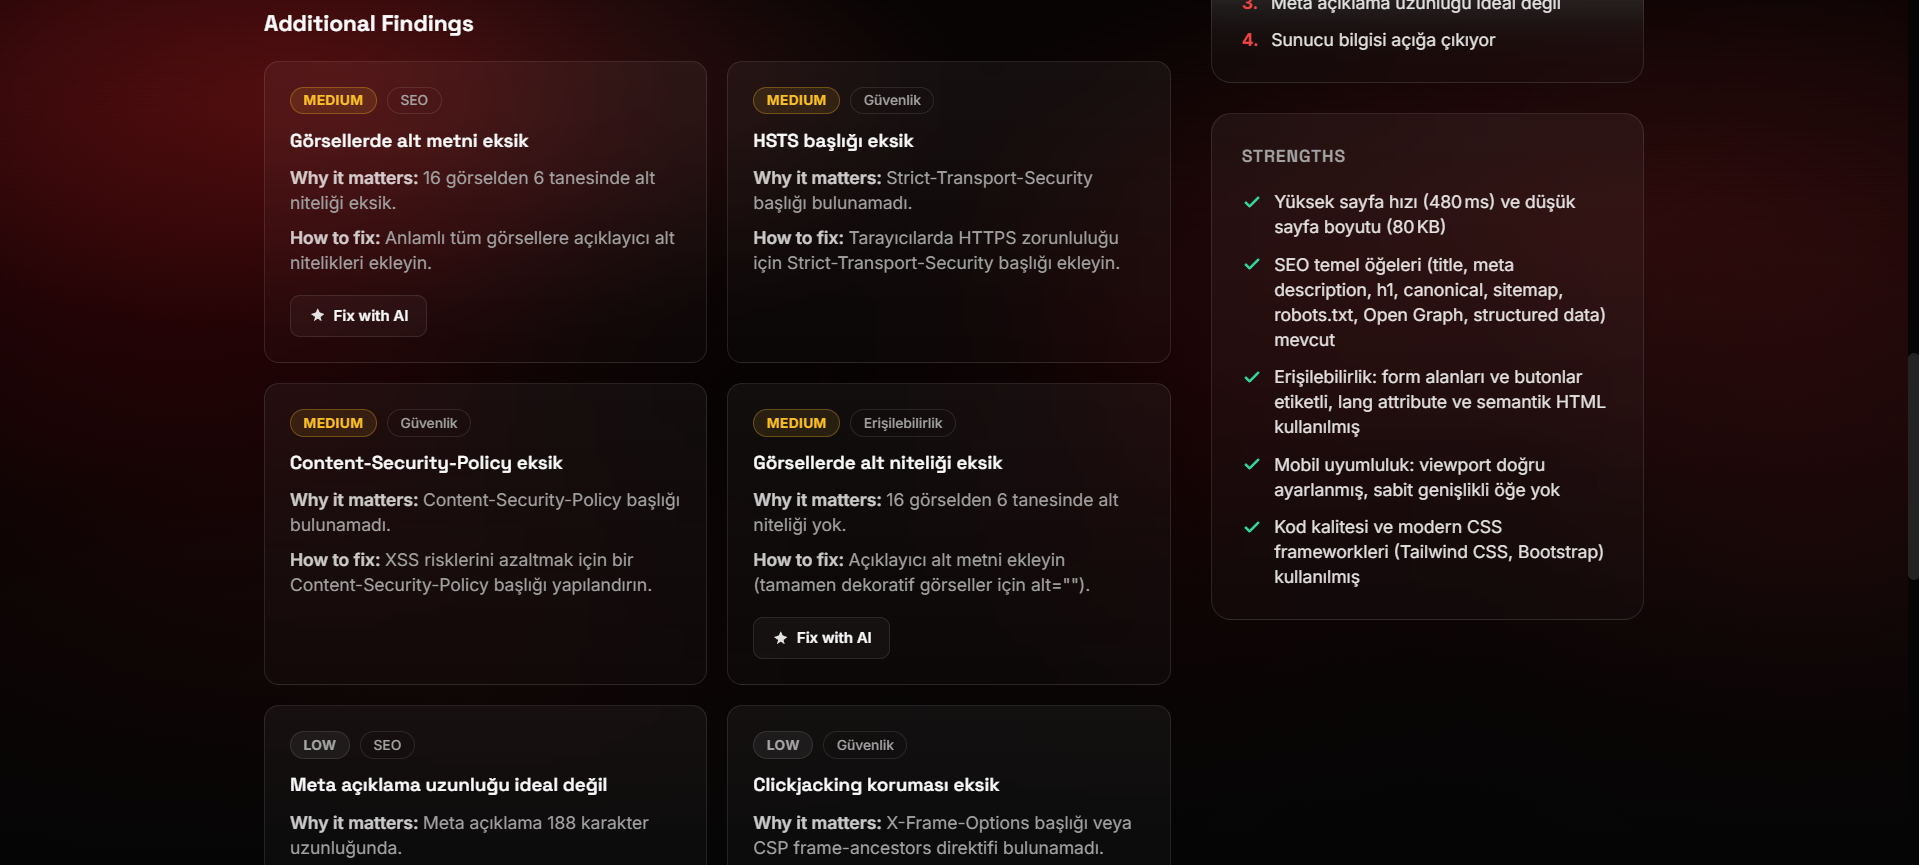 Additional Findings
MEDIUM
SEO
Görsellerde alt metni eksik
Why it matters: 16 görselden 6 tanesinde alt
niteliği eksik.
How to fix: Anlamlı tüm görsellere açıklayıcı alt
nitelikleri ekleyin.
Fix with AI
MEDIUM
Güvenlik
HSTS başlığı eksik
Why it matters: Strict-Transport-Security
başlığı bulunamadı.
How to fix: Tarayıcılarda HTTPS zorunluluğu
için Strict-Transport-Security başlığı ekleyin.
MEDIUM
Güvenlik
Content-Security-Policy eksik
Why it matters: Content-Security-Policy başlığı
bulunamadı.
How to fix: XSS risklerini azaltmak için bir
Content-Security-Policy başlığı yapılandırın.
MEDIUM
Erişilebilirlik
Görsellerde alt niteliği eksik
Why it matters: 16 görselden 6 tanesinde alt
niteliği yok.
How to fix: Açıklayıcı alt metni ekleyin
(tamamen dekoratif görseller için alt="").
Fix with AI
LOW
SEO
Meta açıklama uzunluğu ideal değil
Why it matters: Meta açıklama 188 karakter
uzunluğunda.
LOW
Güvenlik
Clickjacking koruması eksik
Why it matters: X-Frame-Options başlığı veya
CSP frame-ancestors direktifi bulunamadı.
3. Meta açıklama uzunluğu ideal değil
4. Sunucu bilgisi açığa çıkıyor
STRENGTHS
Yüksek sayfa hızı (480 ms) ve düşük
sayfa boyutu (80 KB)
SEO temel öğeleri (title, meta
description, h1, canonical, sitemap,
robots.txt, Open Graph, structured data)
mevcut
Erişilebilirlik: form alanları ve butonlar
etiketli, lang attribute ve semantik HTML
kullanılmış
Mobil uyumluluk: viewport doğru
ayarlanmış, sabit genişlikli öğe yok
Kod kalitesi ve modern CSS
frameworkleri (Tailwind CSS, Bootstrap)
kullanılmış